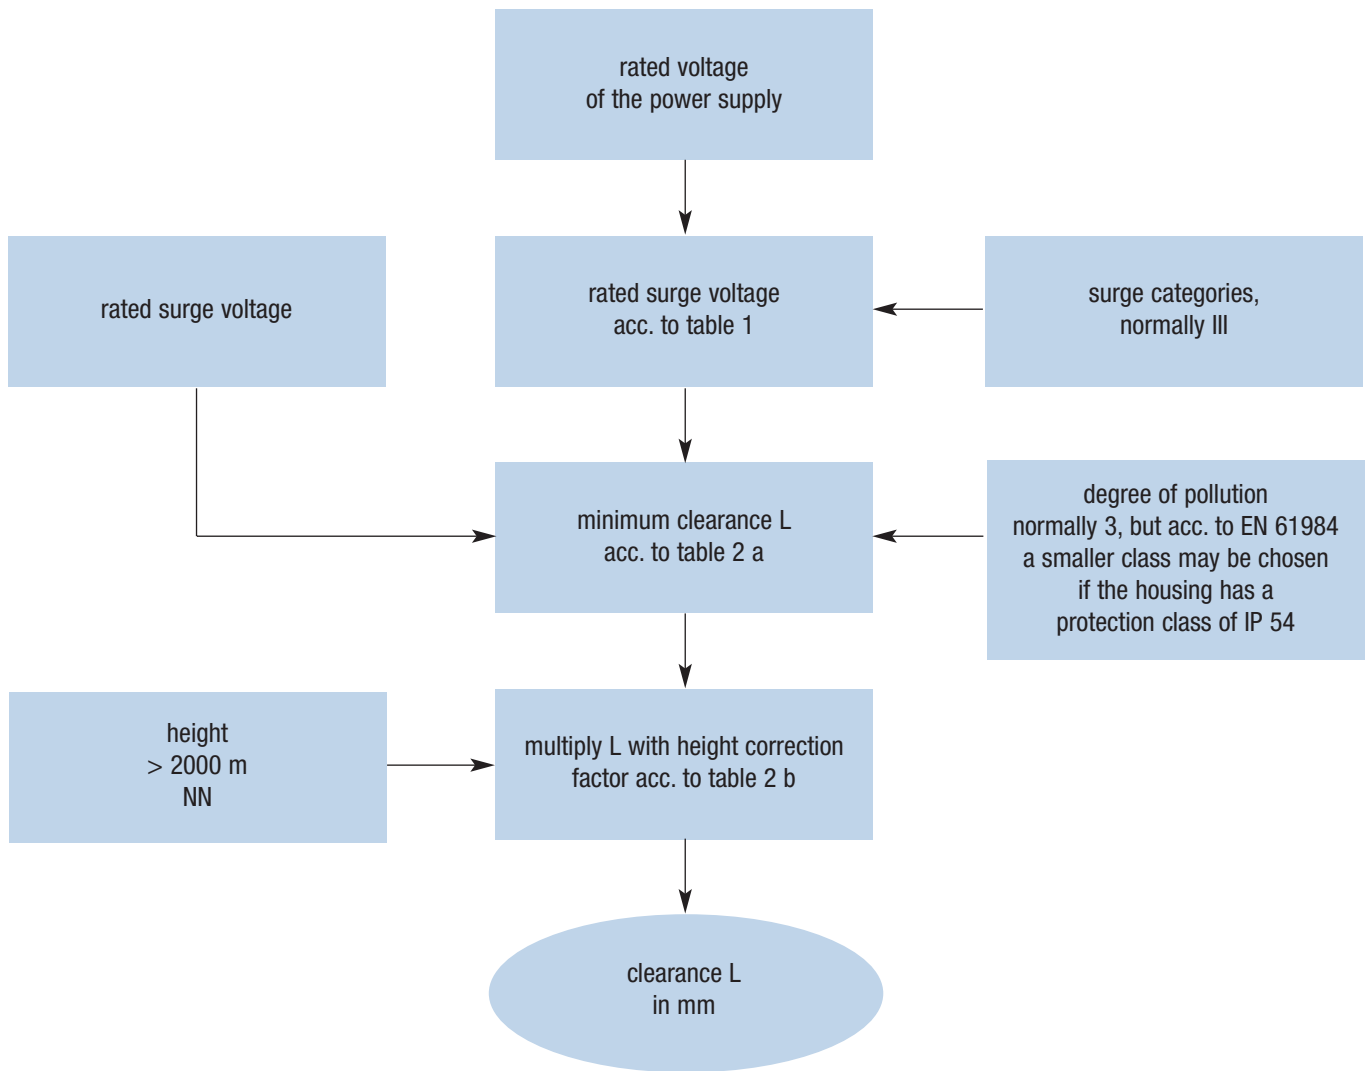 rated voltage
of the power supply
rated surge voltage
rated surge voltage
acc. to table 1
surge categories,
normally III
minimum clearance L
acc. to table 2 a
degree of pollution
normally 3, but acc. to EN 61984
a smaller class may be chosen
if the housing has a
protection class of IP 54
height
> 2000 m
NN
multiply L with height correction
factor acc. to table 2 b
clearance L
in mm